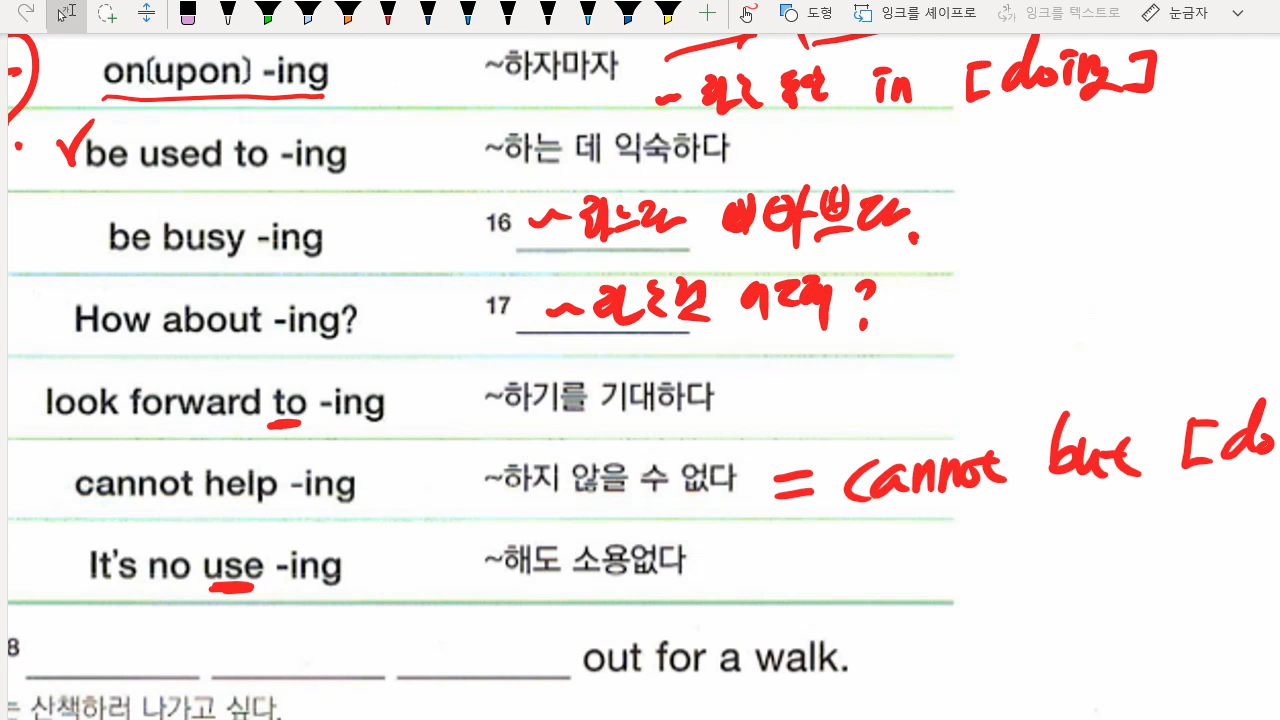 도형 잉크를 셰이프로 잉크를 텍스트로 눈금자
on(upon) -ing ~하자마자 ~하는 동안 in [doing]
be used to -ing ~하는 데 익숙하다
be busy -ing 16 ~하느라 바쁘다.
How about -ing? 17 ~하는건 어때?
look forward to -ing ~하기를 기대하다
cannot help -ing ~하지 않을 수 없다 = cannot but [do
It's no use -ing ~해도 소용없다
8 out for a walk.
는 산책하러 나가고 싶다.